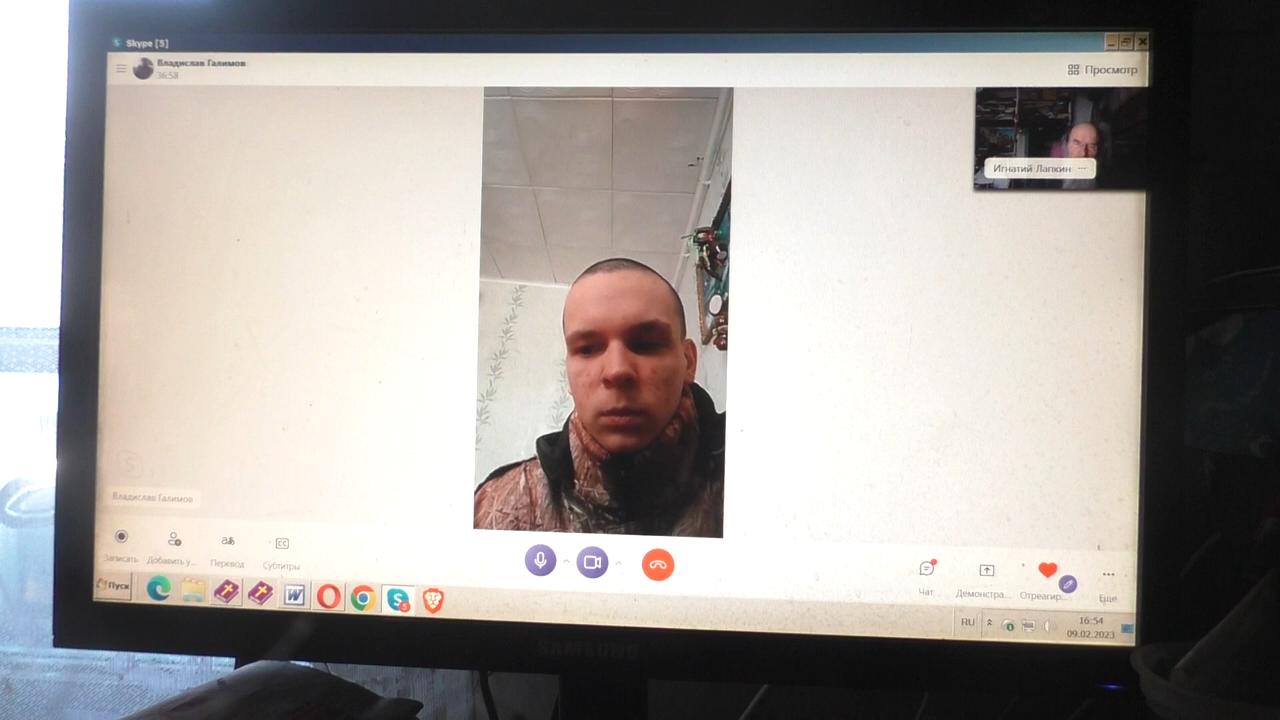 Skype [5]
Владислав Галимов
36:58
Просмотр
Игнатий Лапкин
Владислав Галимов
Записать
Добавить у...
Перевод
Субтитры
Чат
Демонстра...
Отреагир...
Еще
Пуск
RU
16:54
09.02.2023
SAMSUNG